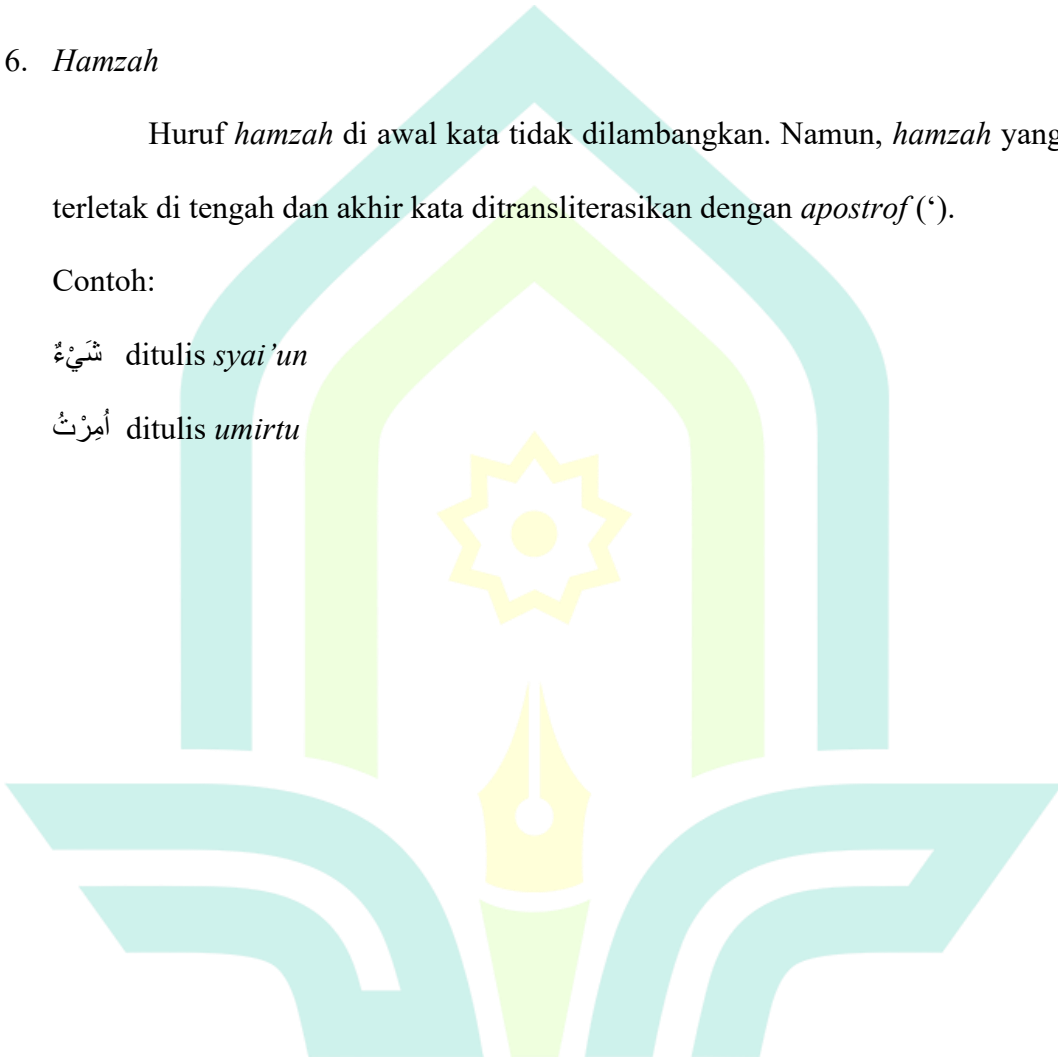 6. Hamzah
Huruf hamzah di awal kata tidak dilambangkan. Namun, hamzah yang
terletak di tengah dan akhir kata ditransliterasikan dengan apostrof (‘).
Contoh:
شَيْءٌ ditulis syai’un
اُمِرْتُ ditulis umirtu